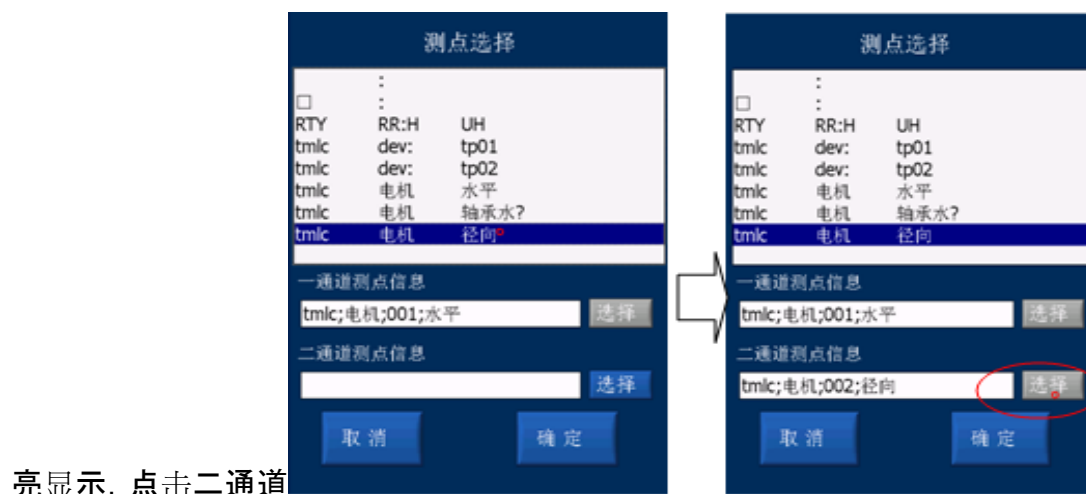 测点选择
:
□ :
RTY RR:H UH
tmlc dev: tp01
tmlc dev: tp02
tmlc 电机 水平
tmlc 电机 轴承水?
tmlc 电机 径向
一通道测点信息
tmlc;电机;001;水平 选择
二通道测点信息
选择
取消 确定
测点选择
:
□ :
RTY RR:H UH
tmlc dev: tp01
tmlc dev: tp02
tmlc 电机 水平
tmlc 电机 轴承水?
tmlc 电机 径向
一通道测点信息
tmlc;电机;001;水平 选择
二通道测点信息
tmlc;电机;002;径向 选择
取消 确定
亮显示. 点击二通道